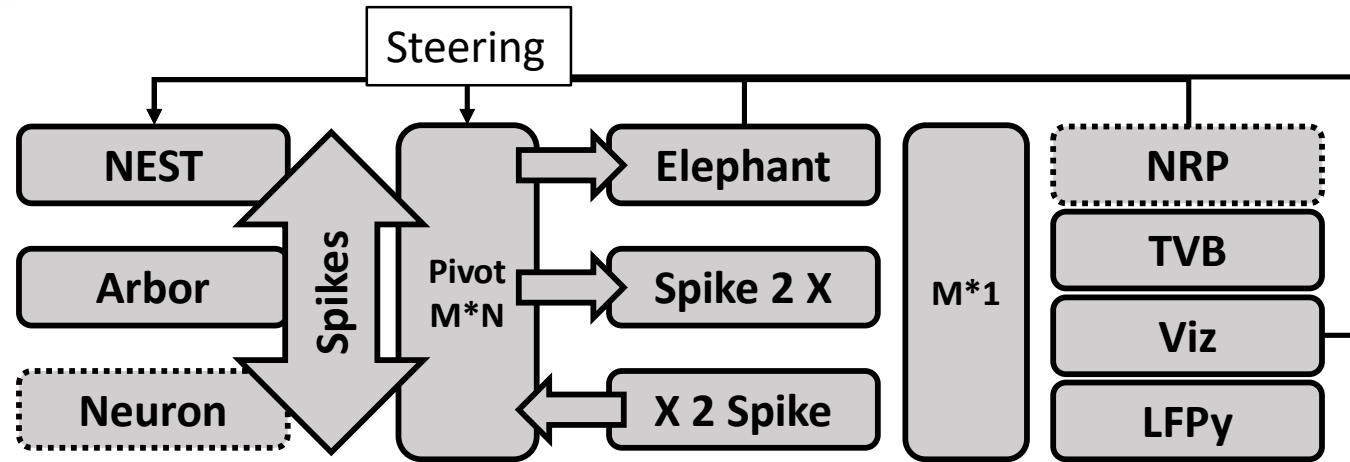 Steering
NEST
Arbor
Neuron
Spikes
Pivot
M*N
Elephant
Spike 2 X
X 2 Spike
M*1
NRP
TVB
Viz
LFPy